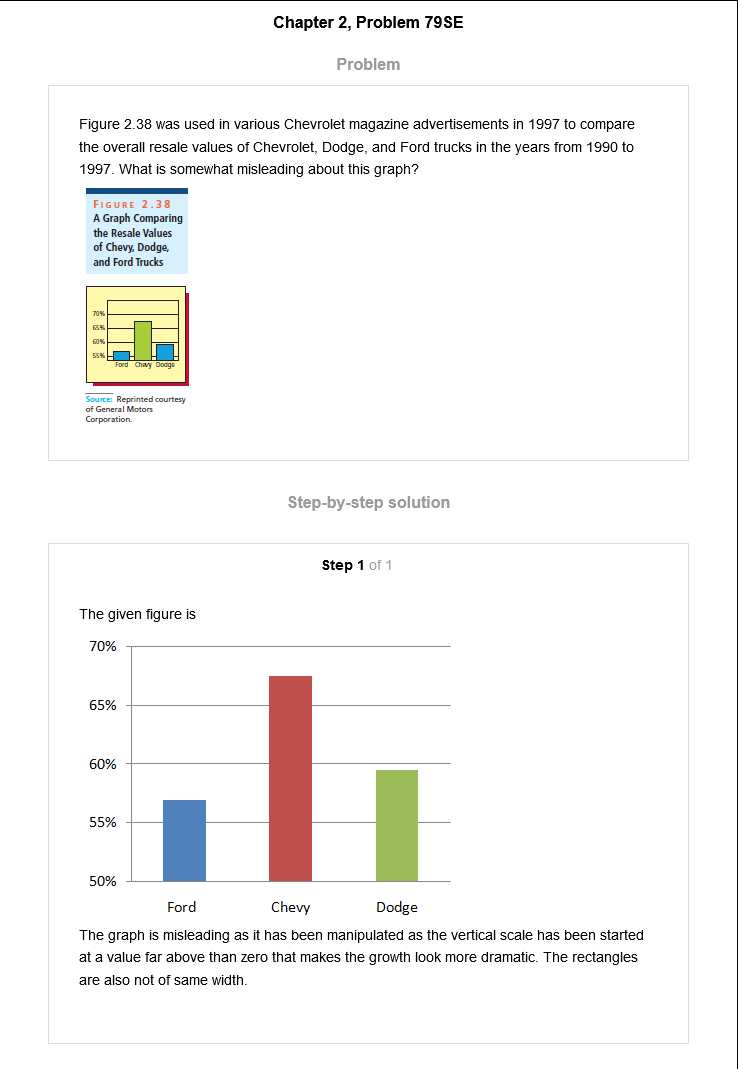 Chapter 2, Problem 79SE
Problem
Figure 2.38 was used in various Chevrolet magazine advertisements in 1997 to compare
the overall resale values of Chevrolet, Dodge, and Ford trucks in the years from 1990 to
1997. What is somewhat misleading about this graph?
FIGURE 2.38
A Graph Comparing
the Resale Values
of Chevy, Dodge,
and Ford Trucks
70%
65%
60%
55%
Ford Chevy Dodge
Source: Reprinted courtesy
of General Motors
Corporation.
Step-by-step solution
Step 1 of 1
The given figure is
70%
65%
60%
55%
50%
Ford Chevy Dodge
The graph is misleading as it has been manipulated as the vertical scale has been started
at a value far above than zero that makes the growth look more dramatic. The rectangles
are also not of same width.